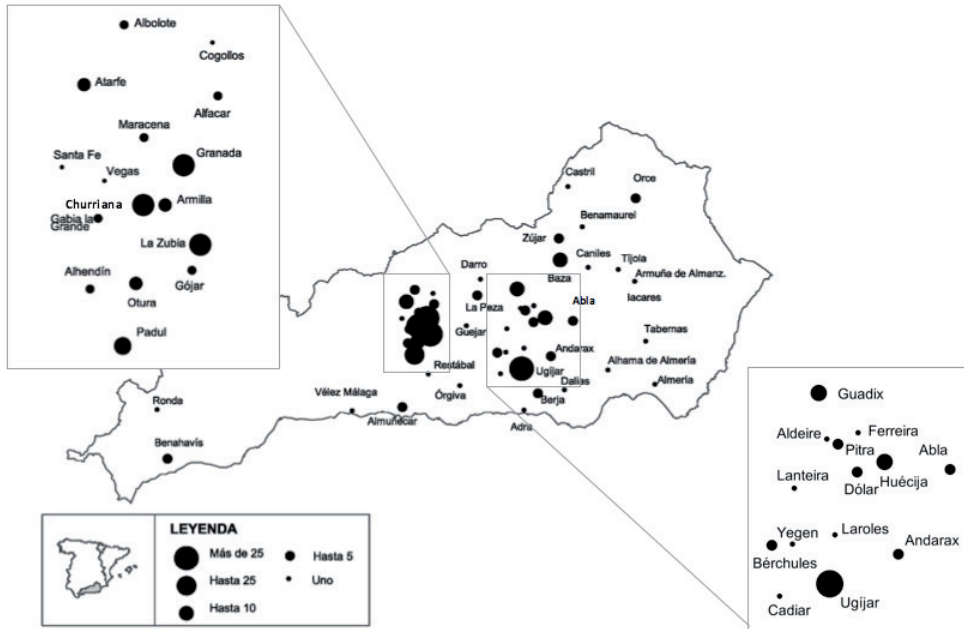 Albolote
Cogollos
Atarfe
Alfacar
Maracena
Granada
Santa Fe
Vegas
Churriana
Armilla
Gabia la
Grande
La Zubia
Alhendín
Gójar
Otura
Padul
Castril
Orce
Benamaurel
Zújar
Caniles
Tíjola
Darro
Baza
Armuña de Almanz.
Abla
Iacares
La Peza
Guejar
Tabernas
Andarax
Restábal
Alhama de Almería
Ugíjar
Vélez Málaga
Órgiva
Dalías
Almería
Ronda
Berja
Almuñecar
Adra
Benahavís
Guadix
Aldeire
Ferreira
Pitra
Abla
Lanteira
Huécija
Dólar
Yegen
Laroles
Andarax
Bérchules
Cadiar
Ugíjar
LEYENDA
Más de 25
Hasta 5
Hasta 25
Uno
Hasta 10